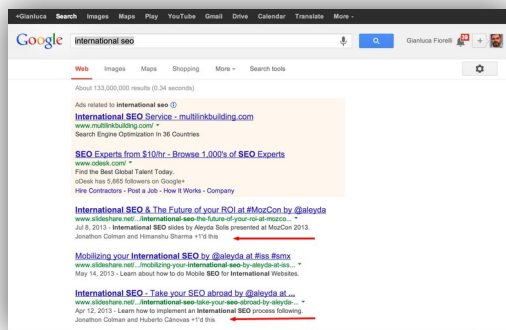 +Gianluca Search Images Maps Play YouTube Gmail Drive Calendar Translate More
Google international seo Gianluca Fiorelli + 
Web Images Maps Shopping More Search tools
About 133,000,000 results (0.34 seconds)
Ads related to international seo
International SEO Service - multilinkbuilding.com
www.multilinkbuilding.com/
Search Engine Optimization In 36 Countries
SEO Experts from $10/hr - Browse 1,000's of SEO Experts
www.odesk.com/
Find the Best Global Talent Today.
oDesk has 5,665 followers on Google+
Hire Contractors - Post a Job - How It Works - Company
International SEO & The Future of your ROI at #MozCon by @aleyda
www.slideshare.net/.../international-seo-the-future-of-your-roi-at-mozco...
Jul 8, 2013 - International SEO slides by Aleyda Solis presented at MozCon 2013.
Jonathon Colman and Himanshu Sharma +1'd this
Mobilizing your International SEO by @aleyda at #iss #smx
www.slideshare.net/.../mobilizing-your-international-seo-by-aleyda-at-iss...
May 14, 2013 - Learn about how to do Mobile SEO for International Websites.
International SEO - Take your SEO abroad by @aleyda at ...
www.slideshare.net/.../international-seo-take-your-seo-abroad-by-aleyda-...
Apr 12, 2013 - Learn how to implement an International SEO process following.
Jonathon Colman and Huberto Cánovas +1'd this